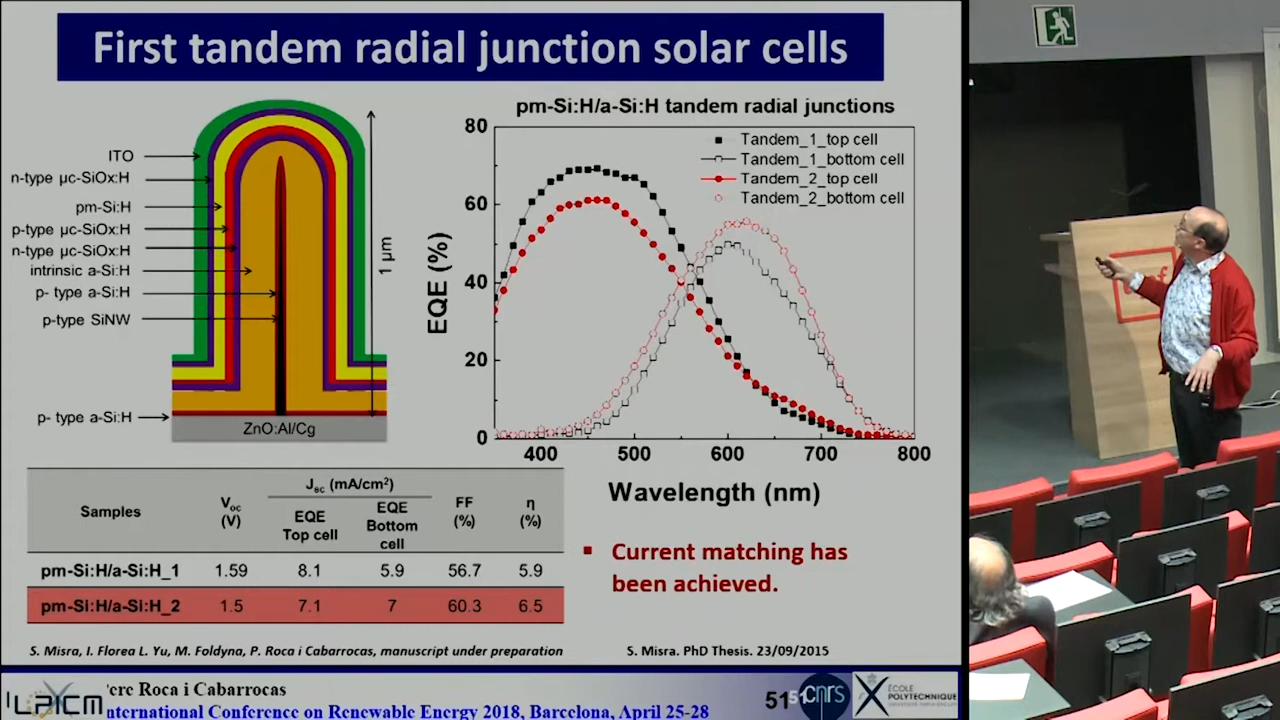 First tandem radial junction solar cells
pm-Si:H/a-Si:H tandem radial junctions
ITO
n-type µc-SiOx:H
pm-Si:H
p-type µc-SiOx:H
n-type µc-SiOx:H
intrinsic a-Si:H
p- type a-Si:H
p-type SiNW
p- type a-Si:H
ZnO:Al/Cg
1 µm
EQE (%)
80
60
40
20
0
Tandem_1_top cell
Tandem_1_bottom cell
Tandem_2_top cell
Tandem_2_bottom cell
400 500 600 700 800
Wavelength (nm)
Samples Voc (V) Jsc (mA/cm²) FF (%) η (%)
EQE Top cell EQE Bottom cell
pm-Si:H/a-Si:H_1 1.59 8.1 5.9 56.7 5.9
pm-Si:H/a-Si:H_2 1.5 7.1 7 60.3 6.5
▪ Current matching has
been achieved.
S. Misra, I. Florea L. Yu, M. Foldyna, P. Roca i Cabarrocas, manuscript under preparation
S. Misra. PhD Thesis. 23/09/2015
LPICM
Roca i Cabarrocas
International Conference on Renewable Energy 2018, Barcelona, April 25-28
51
cnrs
ÉCOLE
POLYTECHNIQUE